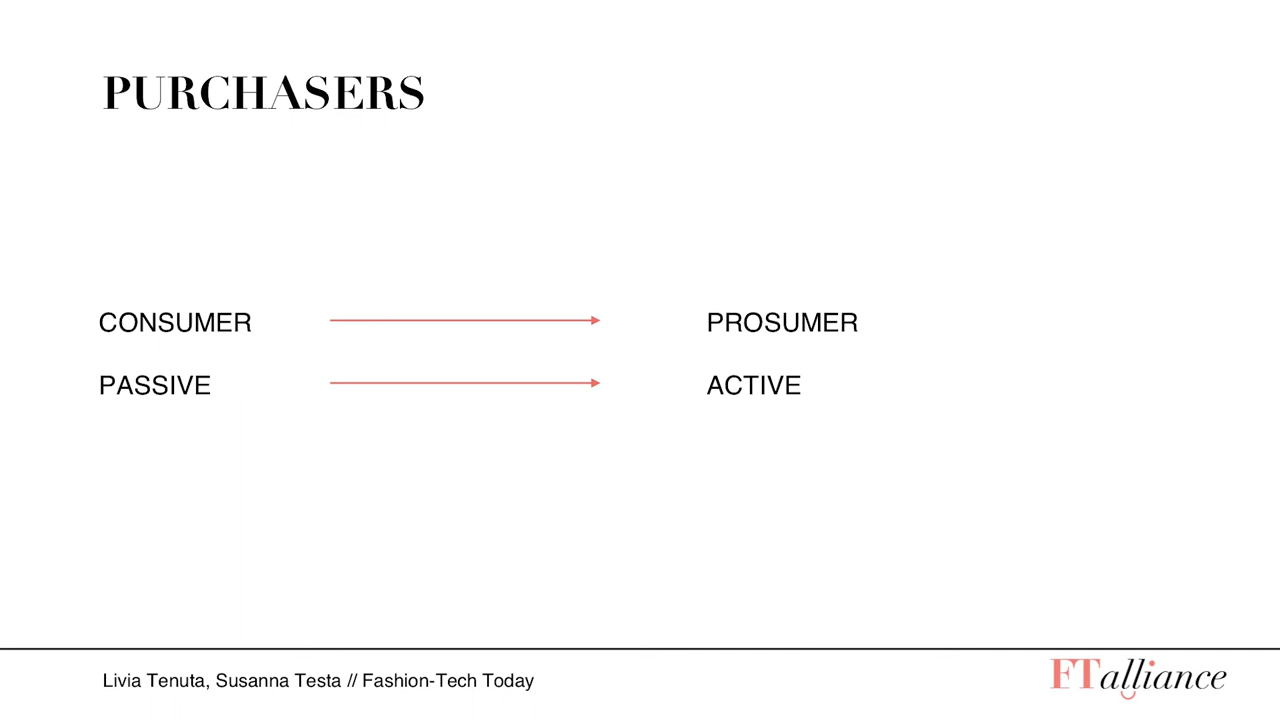 PURCHASERS
CONSUMER PROSUMER
PASSIVE ACTIVE
Livia Tenuta, Susanna Testa // Fashion-Tech Today
FTalliance